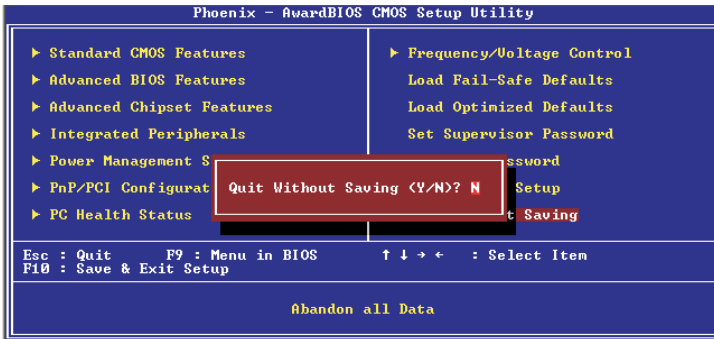 Phoenix - AwardBIOS CMOS Setup Utility
Standard CMOS Features
Advanced BIOS Features
Advanced Chipset Features
Integrated Peripherals
Power Management S
PnP/PCI Configurat
PC Health Status
Frequency/Voltage Control
Load Fail-Safe Defaults
Load Optimized Defaults
Set Supervisor Password
ssword
Setup
t Saving
Quit Without Saving (Y/N)? N
Esc : Quit F9 : Menu in BIOS ↑ ↓ → ← : Select Item
F10 : Save & Exit Setup
Abandon all Data